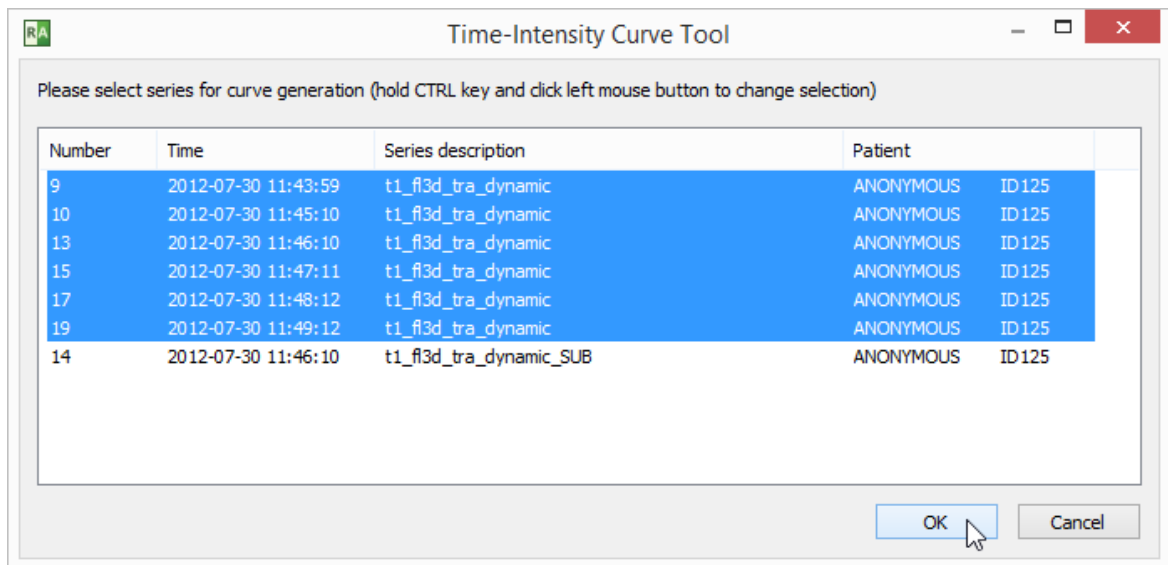 RA Time-Intensity Curve Tool
Please select series for curve generation (hold CTRL key and click left mouse button to change selection)
Number Time Series description Patient
9 2012-07-30 11:43:59 t1_fl3d_tra_dynamic ANONYMOUS ID125
10 2012-07-30 11:45:10 t1_fl3d_tra_dynamic ANONYMOUS ID125
13 2012-07-30 11:46:10 t1_fl3d_tra_dynamic ANONYMOUS ID125
15 2012-07-30 11:47:11 t1_fl3d_tra_dynamic ANONYMOUS ID125
17 2012-07-30 11:48:12 t1_fl3d_tra_dynamic ANONYMOUS ID125
19 2012-07-30 11:49:12 t1_fl3d_tra_dynamic ANONYMOUS ID125
14 2012-07-30 11:46:10 t1_fl3d_tra_dynamic_SUB ANONYMOUS ID125
OK Cancel